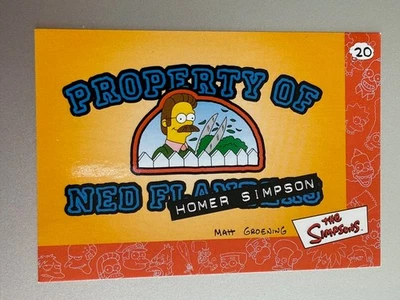 20
PROPERTY OF
NED FLANDERS
HOMER SIMPSON
MATT GROENING
THE
SIMPSONS